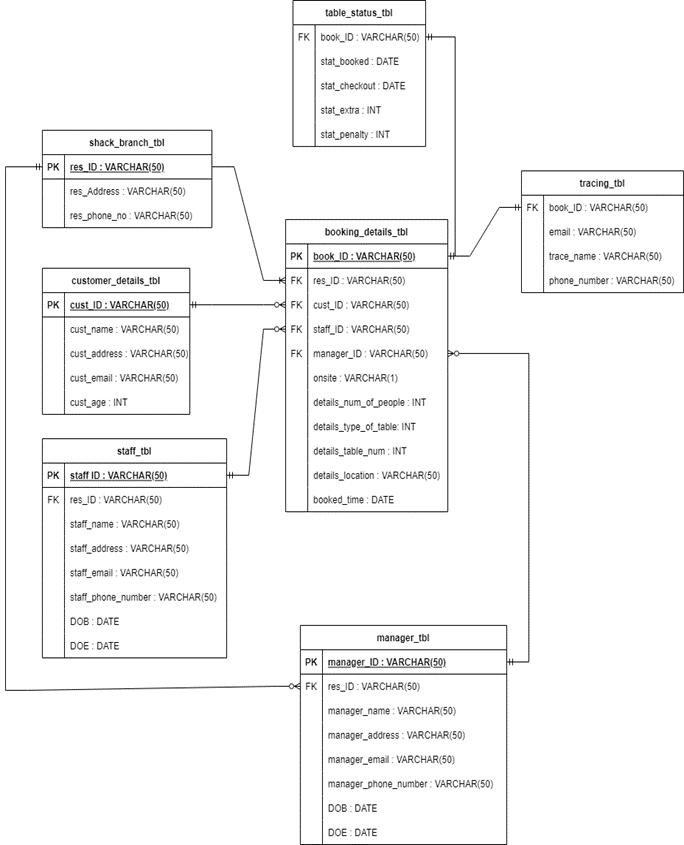 table_status_tbl
FK book_ID : VARCHAR(50)
stat_booked : DATE
stat_checkout : DATE
stat_extra : INT
stat_penalty : INT
shack_branch_tbl
PK res_ID : VARCHAR(50)
res_Address : VARCHAR(50)
res_phone_no : VARCHAR(50)
tracing_tbl
FK book_ID : VARCHAR(50)
email : VARCHAR(50)
trace_name : VARCHAR(50)
phone_number : VARCHAR(50)
booking_details_tbl
PK book_ID : VARCHAR(50)
FK res_ID : VARCHAR(50)
FK cust_ID : VARCHAR(50)
FK staff_ID : VARCHAR(50)
FK manager_ID : VARCHAR(50)
onsite : VARCHAR(1)
details_num_of_people : INT
details_type_of_table: INT
details_table_num : INT
details_location : VARCHAR(50)
booked_time : DATE
customer_details_tbl
PK cust_ID : VARCHAR(50)
cust_name : VARCHAR(50)
cust_address : VARCHAR(50)
cust_email : VARCHAR(50)
cust_age : INT
staff_tbl
PK staff ID : VARCHAR(50)
FK res_ID : VARCHAR(50)
staff_name : VARCHAR(50)
staff_address : VARCHAR(50)
staff_email : VARCHAR(50)
staff_phone_number : VARCHAR(50)
DOB : DATE
DOE : DATE
manager_tbl
PK manager_ID : VARCHAR(50)
FK res_ID : VARCHAR(50)
manager_name : VARCHAR(50)
manager_address : VARCHAR(50)
manager_email : VARCHAR(50)
manager_phone_number : VARCHAR(50)
DOB : DATE
DOE : DATE